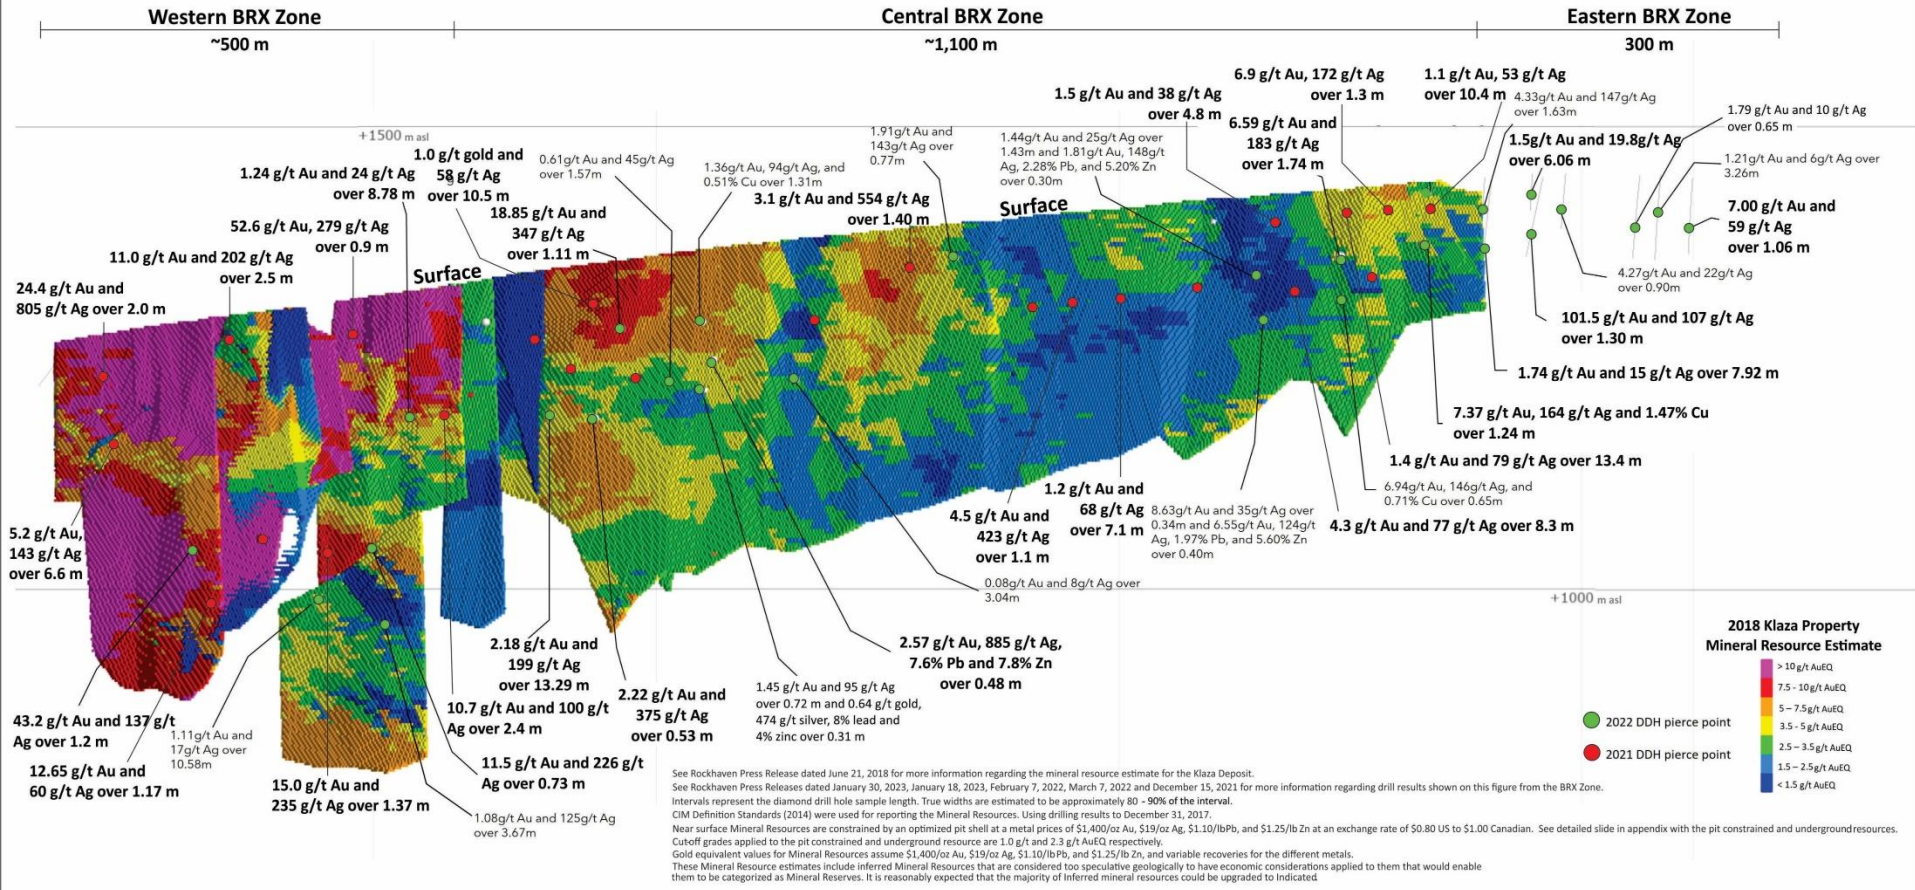 Western BRX Zone
~500 m
Central BRX Zone
~1,100 m
Eastern BRX Zone
300 m
+1500 m asl
24.4 g/t Au and
805 g/t Ag over 2.0 m
11.0 g/t Au and 202 g/t Ag
over 2.5 m
52.6 g/t Au, 279 g/t Ag
over 0.9 m
1.24 g/t Au and 24 g/t Ag
over 8.78 m
1.0 g/t gold and
58 g/t Ag
over 10.5 m
Surface
18.85 g/t Au and
347 g/t Ag
over 1.11 m
0.61g/t Au and 45g/t Ag
over 1.57m
1.36g/t Au, 94g/t Ag, and
0.51% Cu over 1.31m
3.1 g/t Au and 554 g/t Ag
over 1.40 m
1.91g/t Au and
143g/t Ag over
0.77m
Surface
1.44g/t Au and 25g/t Ag over
1.43m and 1.81g/t Au, 148g/t
Ag, 2.28% Pb, and 5.20% Zn
over 0.30m
1.5 g/t Au and 38 g/t Ag
over 4.8 m
6.9 g/t Au, 172 g/t Ag
over 1.3 m
6.59 g/t Au and
183 g/t Ag
over 1.74 m
1.1 g/t Au, 53 g/t Ag
over 10.4 m
4.33g/t Au and 147g/t Ag
over 1.63m
1.5g/t Au and 19.8g/t Ag
over 6.06 m
1.79 g/t Au and 10 g/t Ag
over 0.65 m
1.21g/t Au and 6g/t Ag over
3.26m
7.00 g/t Au and
59 g/t Ag
over 1.06 m
4.27g/t Au and 22g/t Ag
over 0.90m
101.5 g/t Au and 107 g/t Ag
over 1.30 m
1.74 g/t Au and 15 g/t Ag over 7.92 m
7.37 g/t Au, 164 g/t Ag and 1.47% Cu
over 1.24 m
1.4 g/t Au and 79 g/t Ag over 13.4 m
6.94g/t Au, 146g/t Ag, and
0.71% Cu over 0.65m
4.3 g/t Au and 77 g/t Ag over 8.3 m
8.63g/t Au and 35g/t Ag over
0.34m and 6.55g/t Au, 124g/t
Ag, 1.97% Pb, and 5.60% Zn
over 0.40m
1.2 g/t Au and
68 g/t Ag
over 7.1 m
4.5 g/t Au and
423 g/t Ag
over 1.1 m
0.08g/t Au and 8g/t Ag over
3.04m
+1000 m asl
5.2 g/t Au,
143 g/t Ag
over 6.6 m
43.2 g/t Au and 137 g/t
Ag over 1.2 m
12.65 g/t Au and
60 g/t Ag over 1.17 m
1.11g/t Au and
17g/t Ag over
10.58m
15.0 g/t Au and
235 g/t Ag over 1.37 m
10.7 g/t Au and 100 g/t
Ag over 2.4 m
11.5 g/t Au and 226 g/t
Ag over 0.73 m
1.08g/t Au and 125g/t Ag
over 3.67m
2.18 g/t Au and
199 g/t Ag
over 13.29 m
2.22 g/t Au and
375 g/t Ag
over 0.53 m
1.45 g/t Au and 95 g/t Ag
over 0.72 m and 0.64 g/t gold,
474 g/t silver, 8% lead and
4% zinc over 0.31 m
2.57 g/t Au, 885 g/t Ag,
7.6% Pb and 7.8% Zn
over 0.48 m
2022 DDH pierce point
2021 DDH pierce point
2018 Klaza Property
Mineral Resource Estimate
> 10 g/t AuEQ
7.5 - 10 g/t AuEQ
5 – 7.5 g/t AuEQ
3.5 - 5 g/t AuEQ
2.5 – 3.5g/t AuEQ
1.5 – 2.5g/t AuEQ
< 1.5 g/t AuEQ
See Rockhaven Press Release dated June 21, 2018 for more information regarding the mineral resource estimate for the Klaza Deposit.
See Rockhaven Press Releases dated January 30, 2023, January 18, 2023, February 7, 2022, March 7, 2022 and December 15, 2021 for more information regarding drill results shown on this figure from the BRX Zone.
Intervals represent the diamond drill hole sample length. True widths are estimated to be approximately 80 - 90% of the interval.
CIM Definition Standards (2014) were used for reporting the Mineral Resources. Using drilling results to December 31, 2017.
Near surface Mineral Resources are constrained by an optimized pit shell at a metal prices of $1,400/oz Au, $19/oz Ag, $1.10/lbPb, and $1.25/lb Zn at an exchange rate of $0.80 US to $1.00 Canadian. See detailed slide in appendix with the pit constrained and underground resources.
Cutoff grades applied to the pit constrained and underground resource are 1.0 g/t and 2.3 g/t AuEQ respectively.
Gold equivalent values for Mineral Resources assume $1,400/oz Au, $19/oz Ag, $1.10/lbPb, and $1.25/lb Zn, and variable recoveries for the different metals.
These Mineral Resource estimates include inferred Mineral Resources that are considered too speculative geologically to have economic considerations applied to them that would enable
them to be categorized as Mineral Reserves. It is reasonably expected that the majority of Inferred mineral resources could be upgraded to Indicated.